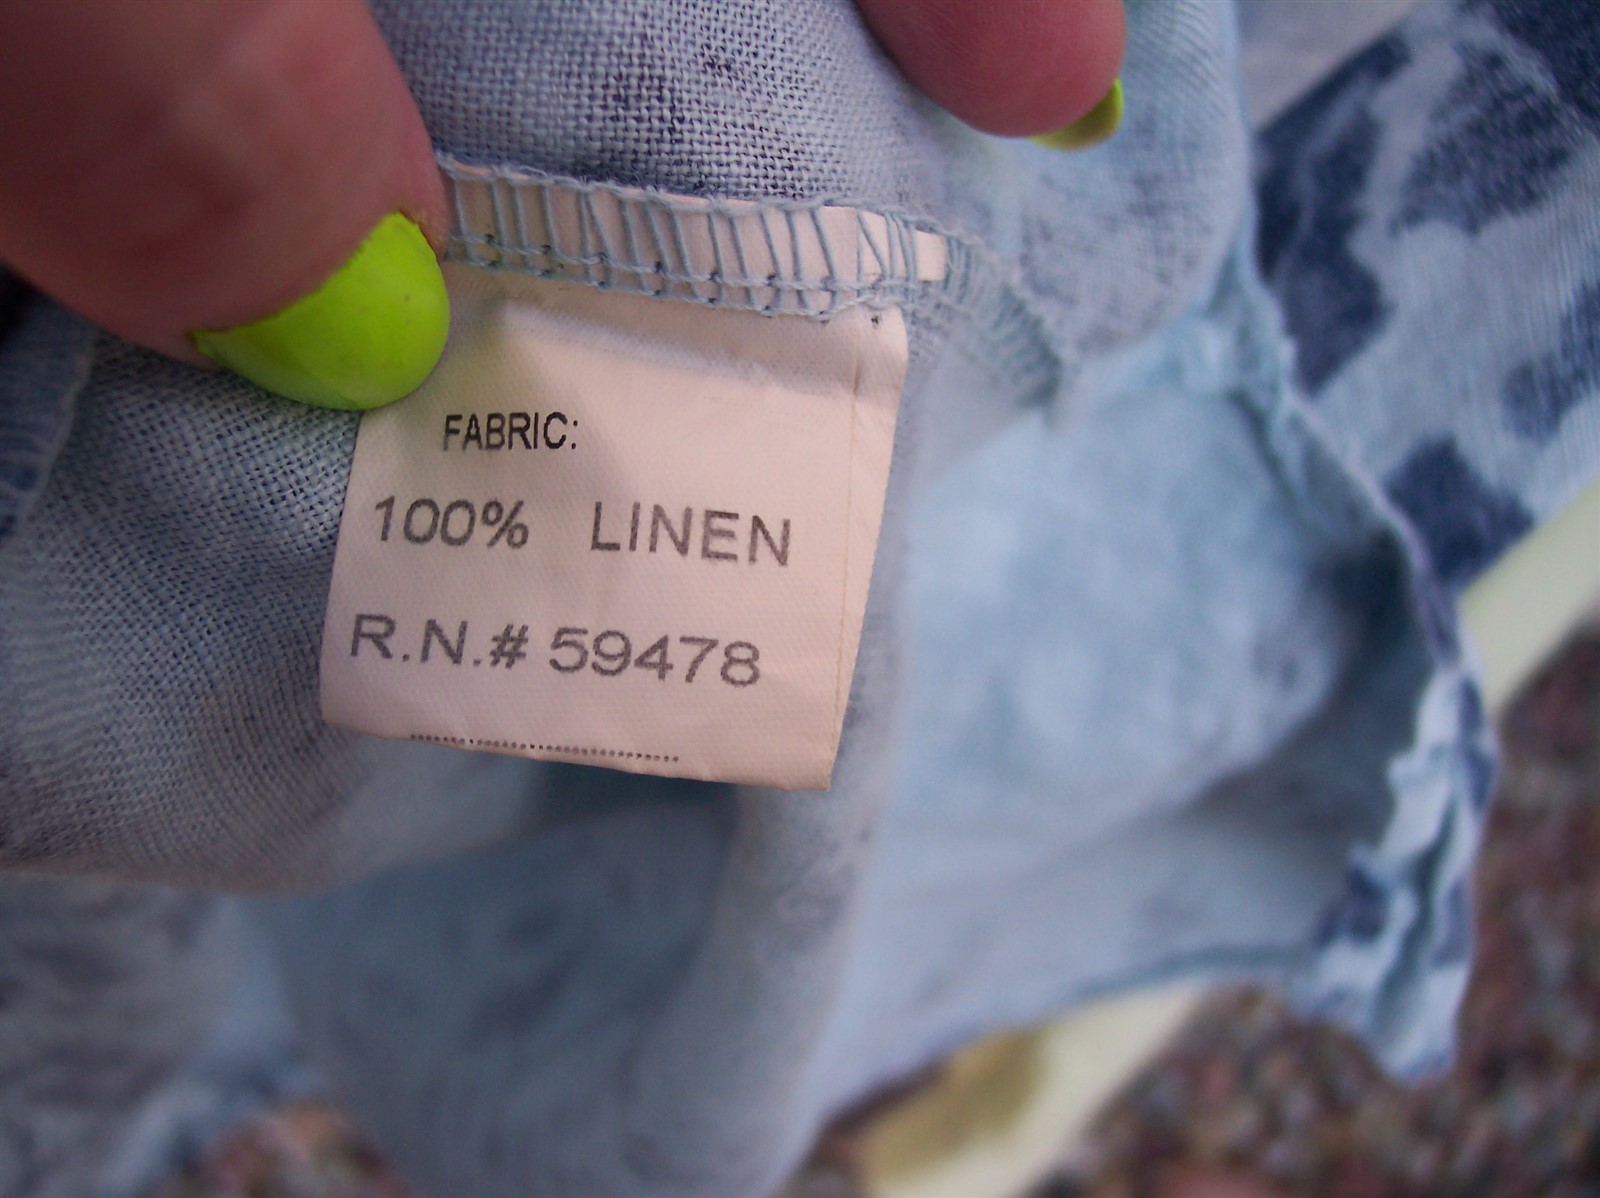 FABRIC:
100% LINEN
R.N.# 59478